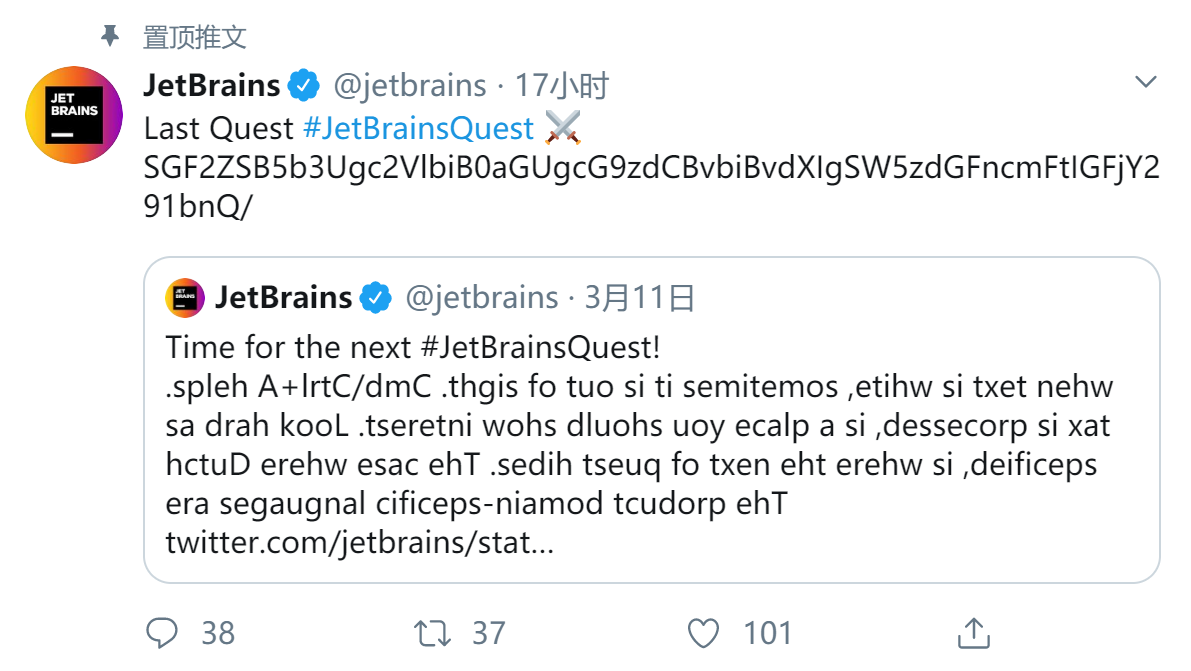 置顶推文
JET
BRAINS
JetBrains @jetbrains · 17小时
Last Quest #JetBrainsQuest ⚔️
SGF2ZSB5b3Ugc2VlbiB0aGUgcG9zdCBvbiBvdXIgSW5zdGFncmFtIGFjY2
91bnQ/
JET
BRAINS
JetBrains @jetbrains · 3月11日
Time for the next #JetBrainsQuest!
.spleh A+lrtC/dmC .thgis fo tuo si ti semitemos ,etihw si txet nehw
sa drah kooL .tseretni wohs dluohs uoy ecalp a si ,dessecorp si xat
hctuD erehw esac ehT .sedih tseuq fo txen eht erehw si ,deificeps
era segaugnal cificeps-niamod tcudorp ehT
twitter.com/jetbrains/stat...
38 37 101